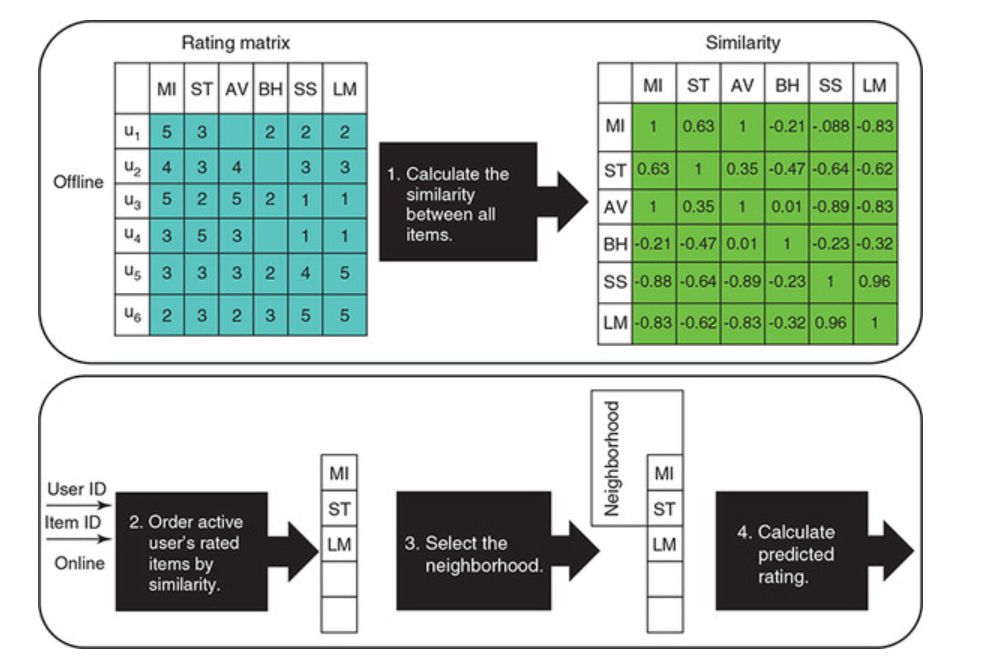 Rating matrix
MI ST AV BH SS LM
u1 5 3 2 2 2
u2 4 3 4 3 3
u3 5 2 5 2 1 1
u4 3 5 3 1 1
u5 3 3 3 2 4 5
u6 2 3 2 3 5 5
Offline
1. Calculate the
similarity
between all
items.
Similarity
MI ST AV BH SS LM
MI 1 0.63 1 -0.21 -.088 -0.83
ST 0.63 1 0.35 -0.47 -0.64 -0.62
AV 1 0.35 1 0.01 -0.89 -0.83
BH -0.21 -0.47 0.01 1 -0.23 -0.32
SS -0.88 -0.64 -0.89 -0.23 1 0.96
LM -0.83 -0.62 -0.83 -0.32 0.96 1
User ID
Item ID
Online
2. Order active
user's rated
items by
similarity.
MI
ST
LM
3. Select the
neighborhood.
Neighborhood
MI
ST
LM
4. Calculate
predicted
rating.